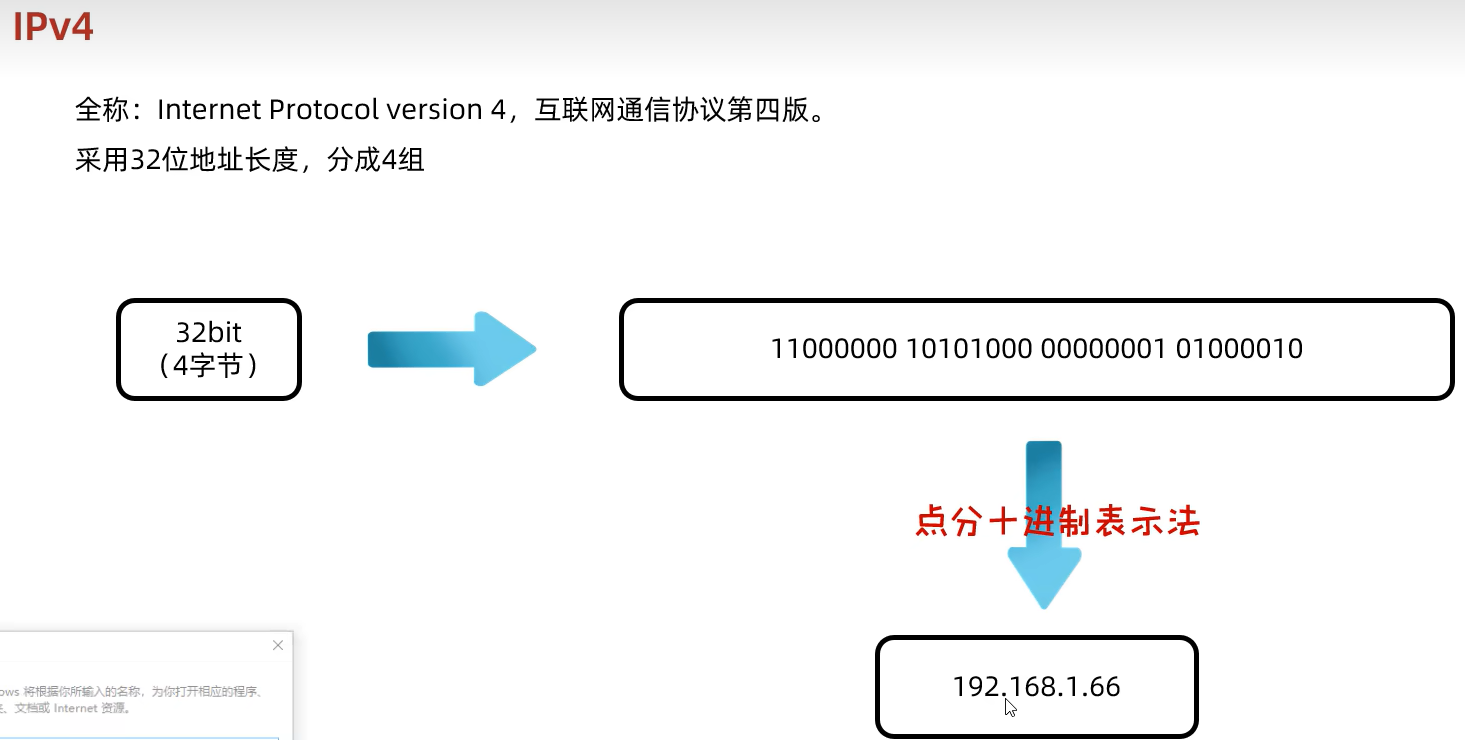 IPv4
全称：Internet Protocol version 4，互联网通信协议第四版。
采用32位地址长度，分成4组
32bit
（4字节）
11000000 10101000 00000001 01000010
点分十进制表示法
192.168.1.66
ows 将根据你所输入的名称，为你打开相应的程序、
、文档或 Internet 资源。